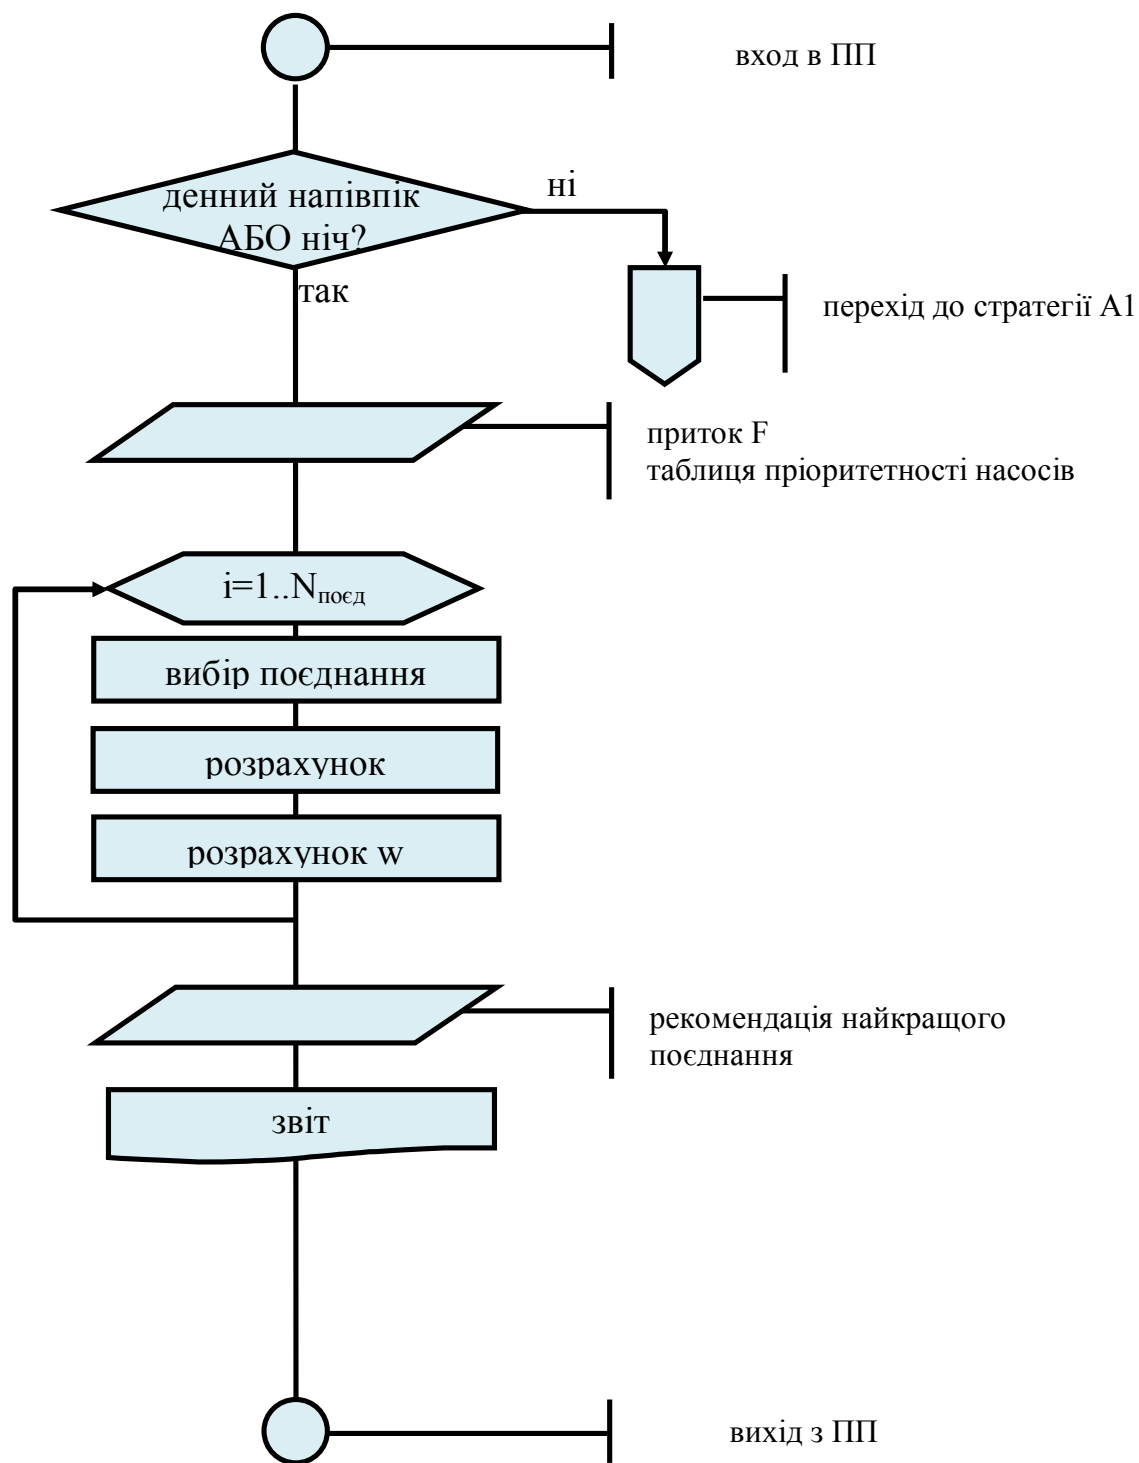 вход в ПП
денний напівпік
АБО ніч?
ні
так
перехід до стратегії А1
приток F
таблиця пріоритетності насосів
i=1..Nпоєд
вибір поєднання
розрахунок
розрахунок w
рекомендація найкращого
поєднання
звіт
вихід з ПП